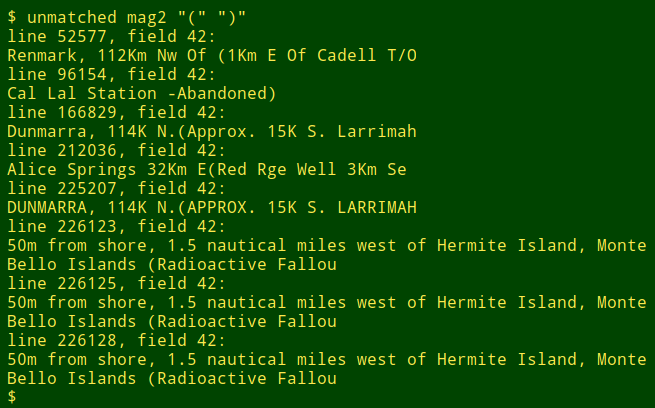 $ unmatched mag2 "(" ")"
line 52577, field 42:
Renmark, 112Km Nw Of (1Km E Of Cadell T/O
line 96154, field 42:
Cal Lal Station -Abandoned)
line 166829, field 42:
Dunmarra, 114K N.(Approx. 15K S. Larrimah
line 212036, field 42:
Alice Springs 32Km E(Red Rge Well 3Km Se
line 225207, field 42:
DUNMARRA, 114K N.(APPROX. 15K S. LARRIMAH
line 226123, field 42:
50m from shore, 1.5 nautical miles west of Hermite Island, Monte
Bello Islands (Radioactive Fallou
line 226125, field 42:
50m from shore, 1.5 nautical miles west of Hermite Island, Monte
Bello Islands (Radioactive Fallou
line 226128, field 42:
50m from shore, 1.5 nautical miles west of Hermite Island, Monte
Bello Islands (Radioactive Fallou
$